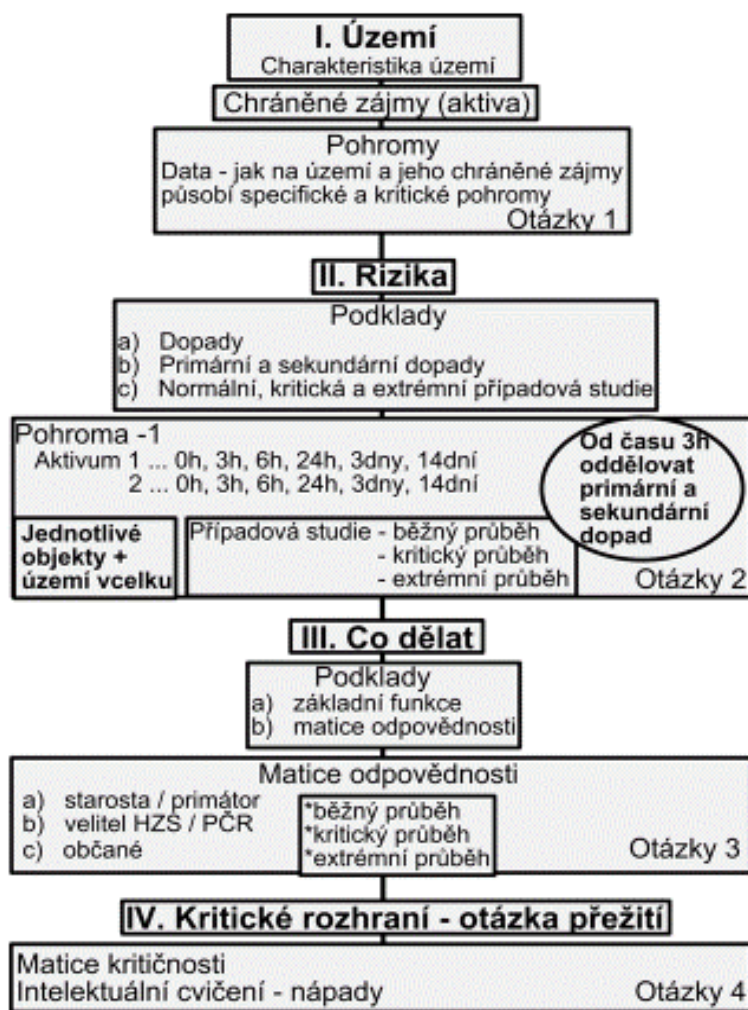 I. Území
Charakteristika území
Chráněné zájmy (aktiva)
Pohromy
Data - jak na území a jeho chráněné zájmy
působí specifické a kritické pohromy
Otázky 1
II. Rizika
Podklady
a) Dopady
b) Primární a sekundární dopady
c) Normální, kritická a extrémní případová studie
Pohroma -1
Aktivum 1 ... 0h, 3h, 6h, 24h, 3dny, 14dní
2 ... 0h, 3h, 6h, 24h, 3dny, 14dní
Od času 3h
oddělovat
primární a
sekundární
dopad
Jednotlivé
objekty +
území vcelku
Případová studie - běžný průběh
- kritický průběh
- extrémní průběh
Otázky 2
III. Co dělat
Podklady
a) základní funkce
b) matice odpovědnosti
Matice odpovědnosti
a) starosta / primátor
b) velitel HZS / PČR
c) občané
*běžný průběh
*kritický průběh
*extrémní průběh
Otázky 3
IV. Kritické rozhraní - otázka přežití
Matice kritičnosti
Intelektuální cvičení - nápady
Otázky 4